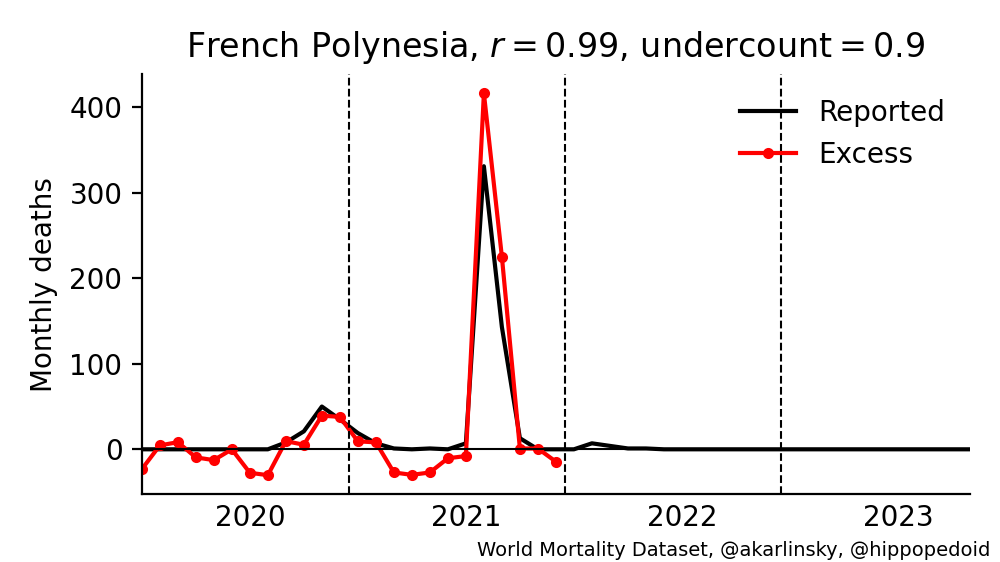 French Polynesia, r = 0.99, undercount = 0.9
Monthly deaths
400
300
200
100
0
Reported
Excess
2020 2021 2022 2023
World Mortality Dataset, @akarlinsky, @hippopedoid